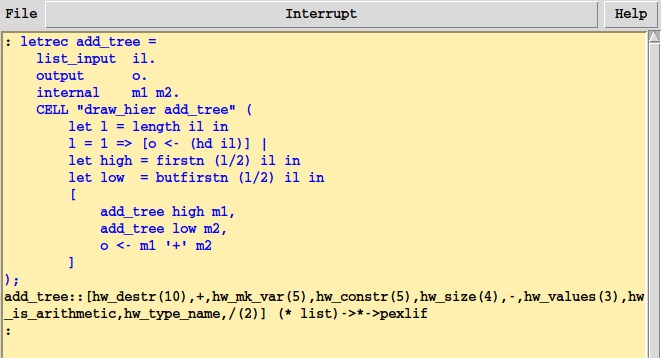 File Interrupt Help
: letrec add_tree =
    list_input  il.
    output      o.
    internal    m1 m2.
    CELL "draw_hier add_tree" (
        let l = length il in
        l = 1 => [o <- (hd il)] |
        let high = firstn (l/2) il in
        let low  = butfirstn (l/2) il in
        [
            add_tree high m1,
            add_tree low m2,
            o <- m1 '+' m2
        ]
);
add_tree::[hw_destr(10),+,hw_mk_var(5),hw_constr(5),hw_size(4),-,hw_values(3),hw
_is_arithmetic,hw_type_name,/(2)] (* list)->*->pexlif
: